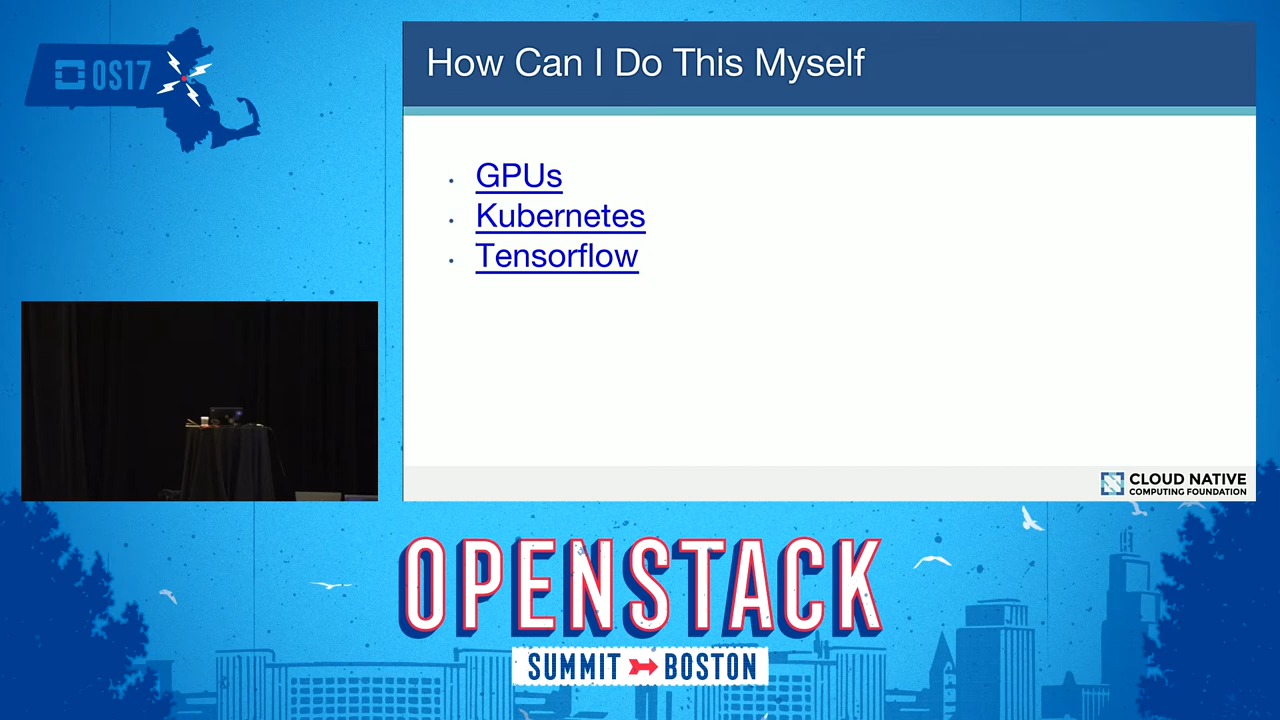 OS17
How Can I Do This Myself
GPUs
Kubernetes
Tensorflow
CLOUD NATIVE
COMPUTING FOUNDATION
OPENSTACK
SUMMIT BOSTON